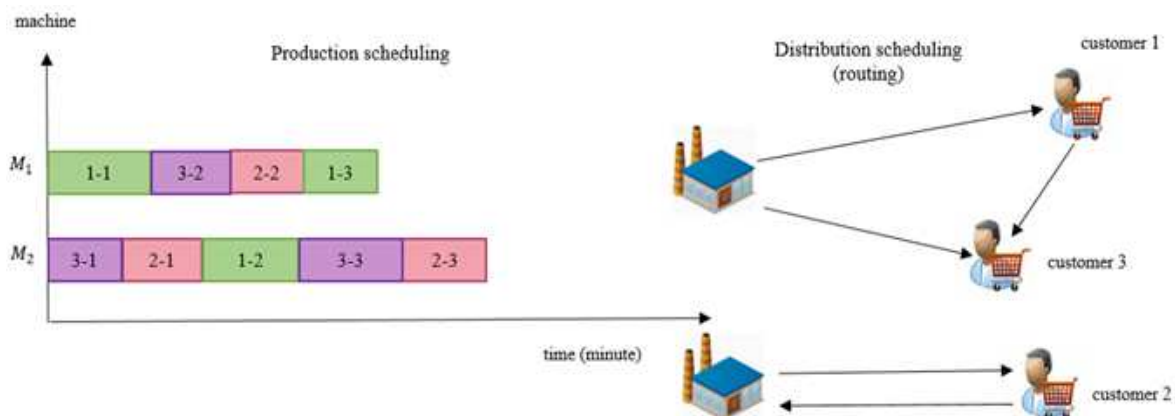 machine
Production scheduling
Distribution scheduling
(routing)
customer 1
M₁
1-1
3-2
2-2
1-3
M₂
3-1
2-1
1-2
3-3
2-3
customer 3
time (minute)
customer 2